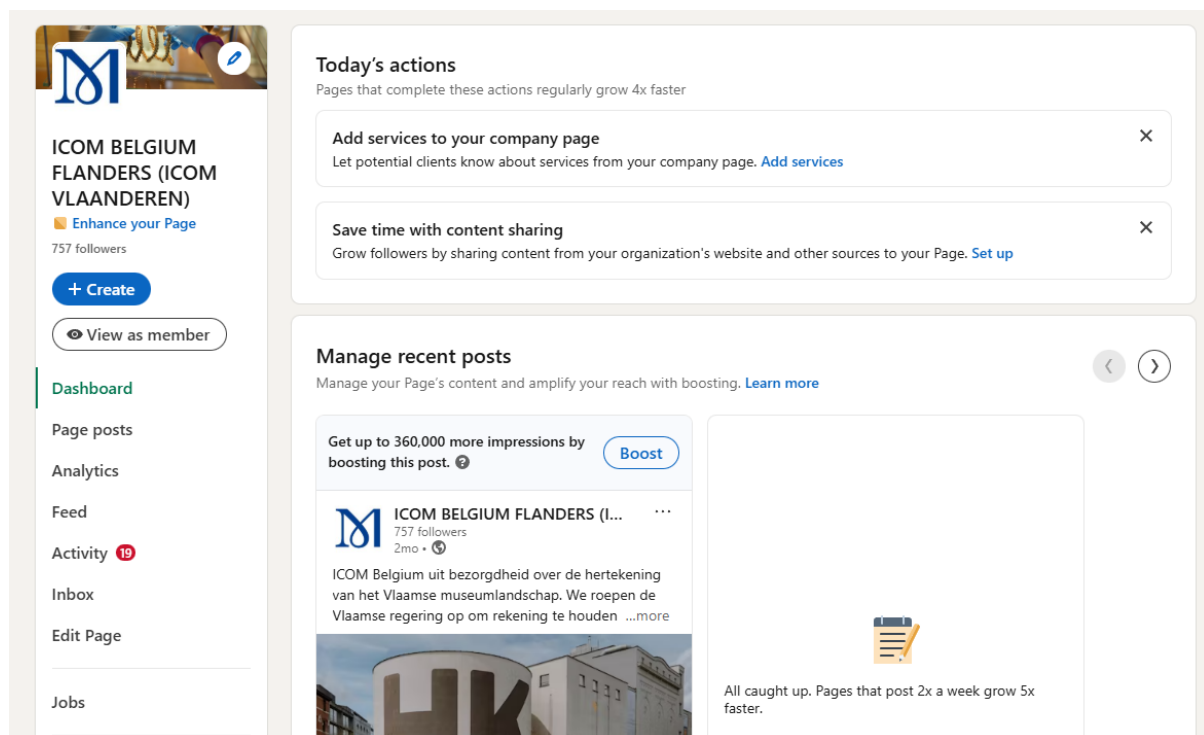 ICOM BELGIUM
FLANDERS (ICOM
VLAANDEREN)
Enhance your Page
757 followers
+ Create
View as member
Dashboard
Page posts
Analytics
Feed
Activity 19
Inbox
Edit Page
Jobs
Today's actions
Pages that complete these actions regularly grow 4x faster
Add services to your company page
Let potential clients know about services from your company page. Add services
Save time with content sharing
Grow followers by sharing content from your organization's website and other sources to your Page. Set up
Manage recent posts
Manage your Page's content and amplify your reach with boosting. Learn more
Get up to 360,000 more impressions by
boosting this post.
Boost
ICOM BELGIUM FLANDERS (I...
757 followers
2mo •
ICOM Belgium uit bezorgdheid over de hertekening
van het Vlaamse museumlandschap. We roepen de
Vlaamse regering op om rekening te houden ...more
All caught up. Pages that post 2x a week grow 5x
faster.